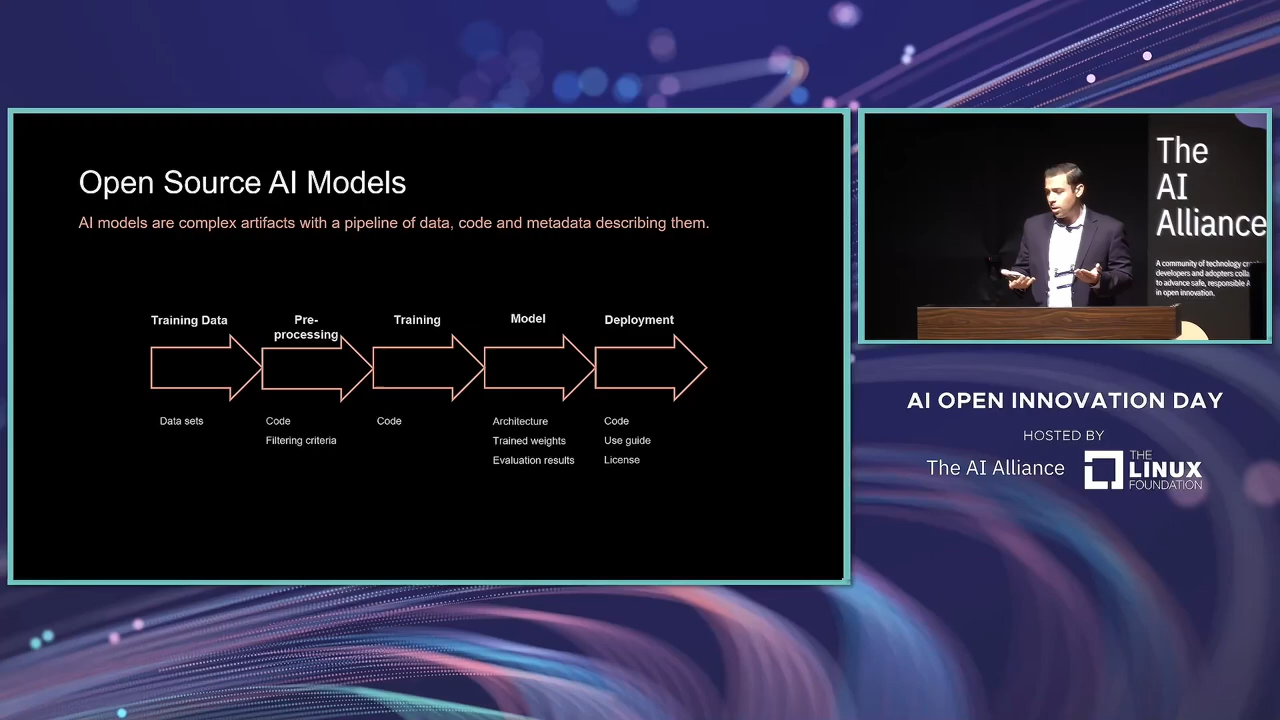 Open Source AI Models
AI models are complex artifacts with a pipeline of data, code and metadata describing them.
Training Data
Pre-
processing
Training
Model
Deployment
Data sets
Code
Filtering criteria
Code
Architecture
Trained weights
Evaluation results
Code
Use guide
License
The
AI
Alliance
A community of technology
developers and adopters
to advance safe, responsible
in open innovation.
AI OPEN INNOVATION DAY
HOSTED BY
The AI Alliance
THE
LINUX
FOUNDATION